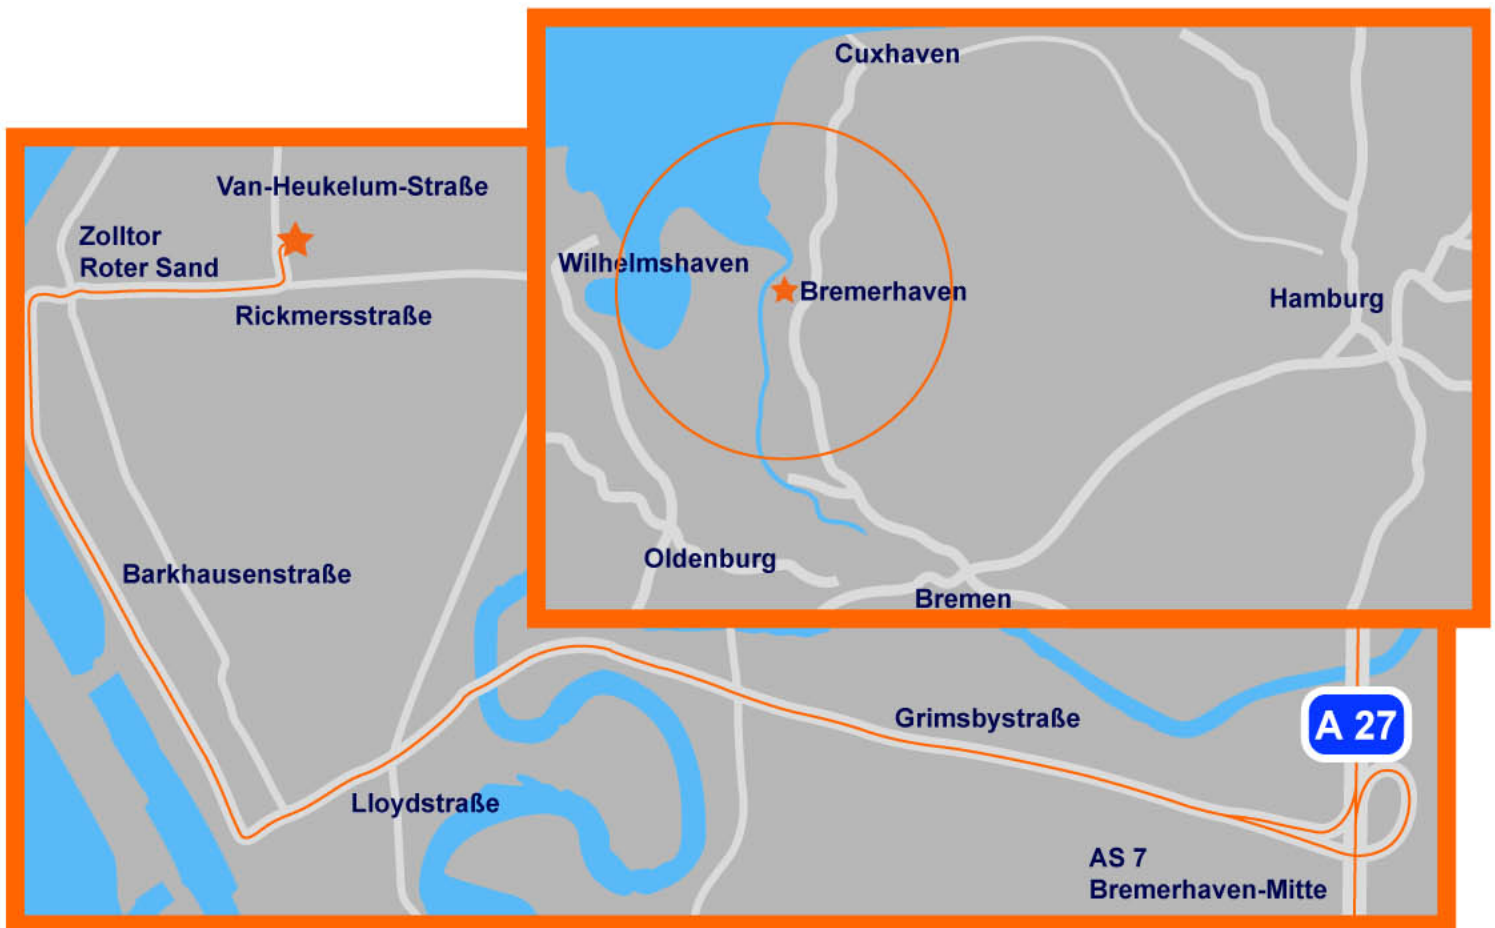 Cuxhaven
Wilhelmshaven
Bremerhaven
Hamburg
Oldenburg
Bremen
Van-Heukelum-Straße
Zolltor
Roter Sand
Rickmersstraße
Barkhausenstraße
Lloydstraße
Grimsbystraße
A 27
AS 7
Bremerhaven-Mitte